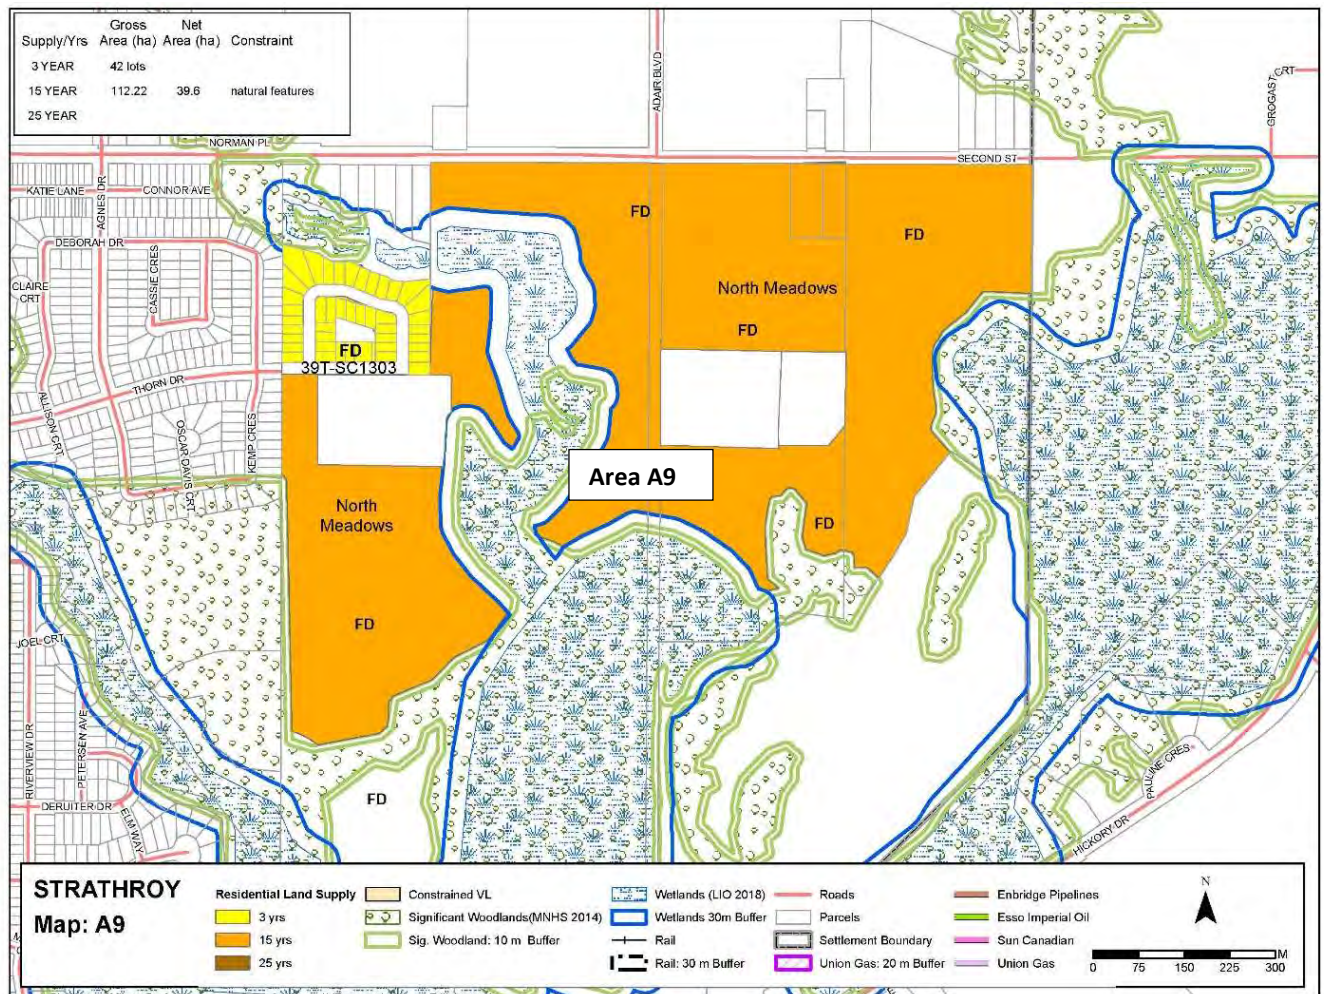 Gross Net
Supply/Yrs Area (ha) Area (ha) Constraint
3 YEAR 42 lots
15 YEAR 112.22 39.6 natural features
25 YEAR
NORMAN PL
ADAIR BLVD
GROGAST CRT
SECOND ST
KATIE LANE
CONNOR AVE
AGNES DR
FD
FD
DEBORAH DR
CASSIE CRES
CLAIRE
CRT
North Meadows
FD
FD
39T-SC1303
THORN DR
ALLISON CRT
OSCAR DAVIS CRT
KEMP CRES
Area A9
North
Meadows
FD
FD
JOEL CRT
RIVERVIEW DR
PETERSEN AVE
DERUITER DR
ELM WAY
FD
PAULINE CRES
HICKORY DR
STRATHROY
Map: A9
Residential Land Supply
3 yrs
15 yrs
25 yrs
Constrained VL
Significant Woodlands(MNHS 2014)
Sig. Woodland: 10 m Buffer
Wetlands (LIO 2018)
Wetlands 30m Buffer
Rail
Rail: 30 m Buffer
Roads
Parcels
Settlement Boundary
Union Gas: 20 m Buffer
Enbridge Pipelines
Esso Imperial Oil
Sun Canadian
Union Gas
N
M
0 75 150 225 300